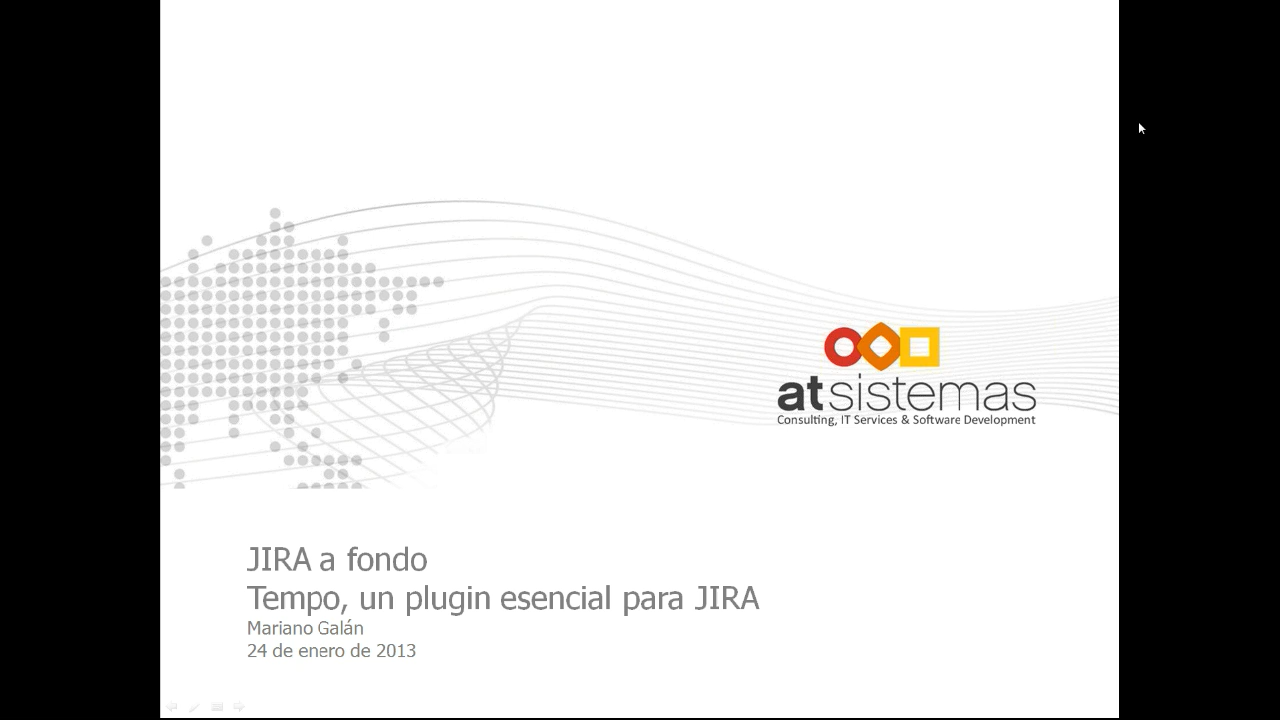 atsistemas
Consulting, IT Services & Software Development
JIRA a fondo
Tempo, un plugin esencial para JIRA
Mariano Galán
24 de enero de 2013